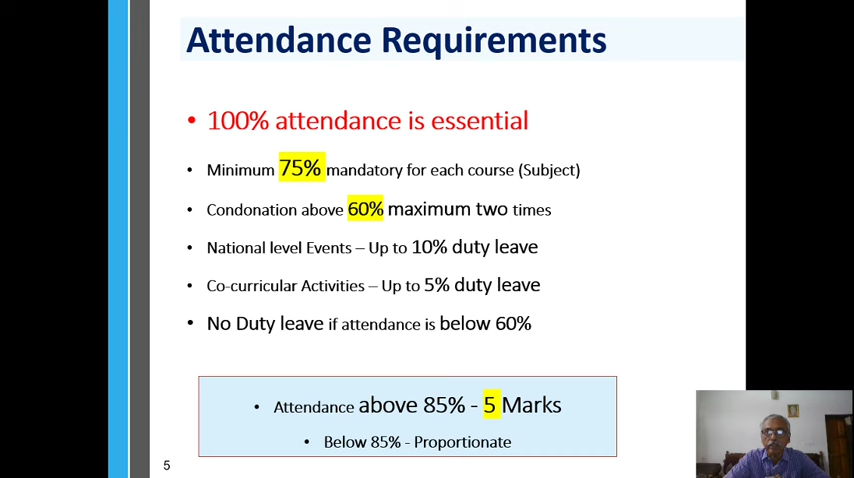 Attendance Requirements
• 100% attendance is essential
• Minimum 75% mandatory for each course (Subject)
• Condonation above 60% maximum two times
• National level Events – Up to 10% duty leave
• Co-curricular Activities – Up to 5% duty leave
• No Duty leave if attendance is below 60%
• Attendance above 85% - 5 Marks
• Below 85% - Proportionate
5